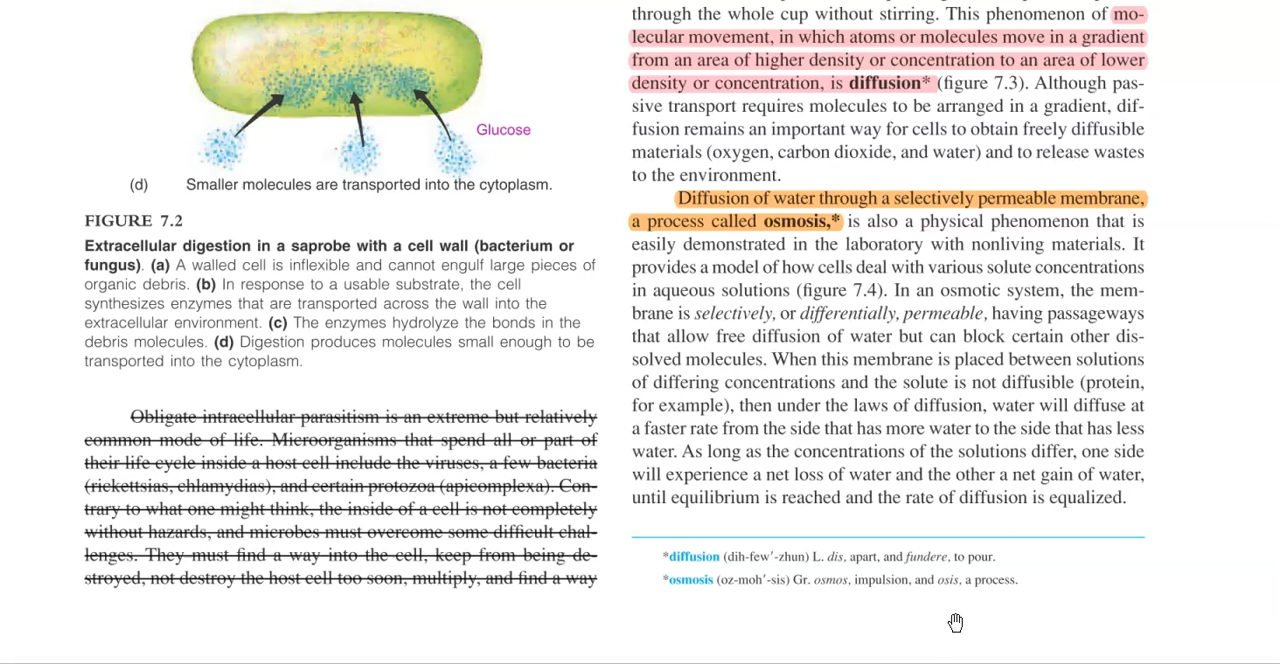 Glucose
(d) Smaller molecules are transported into the cytoplasm.
FIGURE 7.2
Extracellular digestion in a saprobe with a cell wall (bacterium or
fungus). (a) A walled cell is inflexible and cannot engulf large pieces of
organic debris. (b) In response to a usable substrate, the cell
synthesizes enzymes that are transported across the wall into the
extracellular environment. (c) The enzymes hydrolyze the bonds in the
debris molecules. (d) Digestion produces molecules small enough to be
transported into the cytoplasm.
Obligate intracellular parasitism is an extreme but relatively
common mode of life. Microorganisms that spend all or part of
their life cycle inside a host cell include the viruses, a few bacteria
(rickettsias, chlamydias), and certain protozoa (apicomplexa). Con-
trary to what one might think, the inside of a cell is not completely
without hazards, and microbes must overcome some difficult chal-
lenges. They must find a way into the cell, keep from being de-
stroyed, not destroy the host cell too soon, multiply, and find a way
through the whole cup without stirring. This phenomenon of mo-
lecular movement, in which atoms or molecules move in a gradient
from an area of higher density or concentration to an area of lower
density or concentration, is diffusion* (figure 7.3). Although pas-
sive transport requires molecules to be arranged in a gradient, dif-
fusion remains an important way for cells to obtain freely diffusible
materials (oxygen, carbon dioxide, and water) and to release wastes
to the environment.
Diffusion of water through a selectively permeable membrane,
a process called osmosis,* is also a physical phenomenon that is
easily demonstrated in the laboratory with nonliving materials. It
provides a model of how cells deal with various solute concentrations
in aqueous solutions (figure 7.4). In an osmotic system, the mem-
brane is selectively, or differentially, permeable, having passageways
that allow free diffusion of water but can block certain other dis-
solved molecules. When this membrane is placed between solutions
of differing concentrations and the solute is not diffusible (protein,
for example), then under the laws of diffusion, water will diffuse at
a faster rate from the side that has more water to the side that has less
water. As long as the concentrations of the solutions differ, one side
will experience a net loss of water and the other a net gain of water,
until equilibrium is reached and the rate of diffusion is equalized.
*diffusion (dih-few′-zhun) L. dis, apart, and fundere, to pour.
*osmosis (oz-moh′-sis) Gr. osmos, impulsion, and osis, a process.